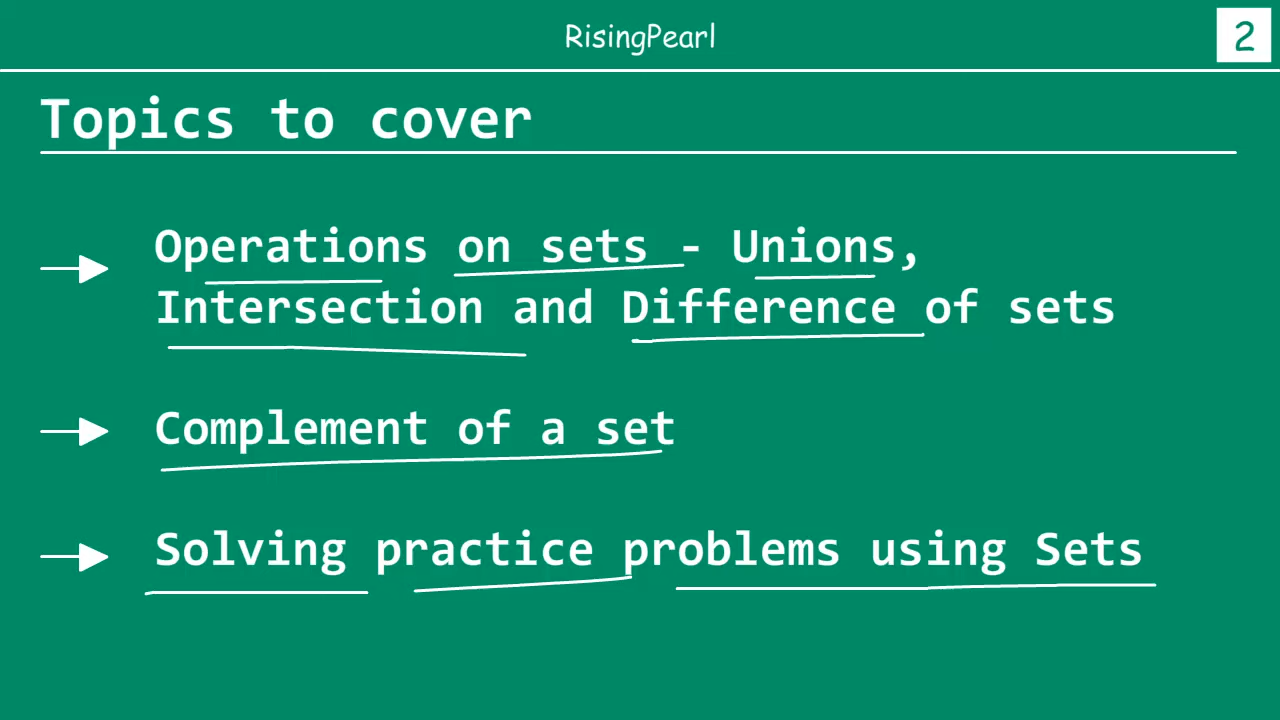 RisingPearl
2
Topics to cover
Operations on sets - Unions,
Intersection and Difference of sets
Complement of a set
Solving practice problems using Sets